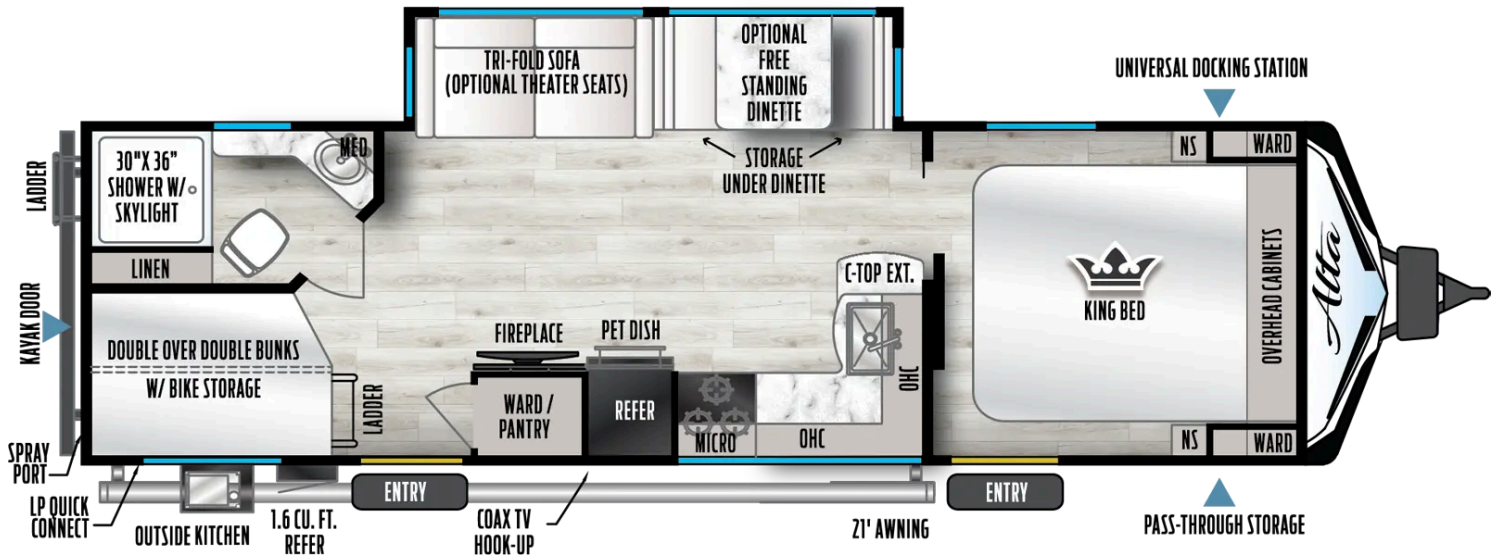 TRI-FOLD SOFA
(OPTIONAL THEATER SEATS)
OPTIONAL
FREE
STANDING
DINETTE
UNIVERSAL DOCKING STATION
LADDER
30"X 36"
SHOWER W/
SKYLIGHT
MED
STORAGE
UNDER DINETTE
NS
WARD
LINEN
C-TOP EXT.
KING BED
OVERHEAD CABINETS
Alta
KAYAK DOOR
DOUBLE OVER DOUBLE BUNKS
W/ BIKE STORAGE
LADDER
FIREPLACE
PET DISH
WARD /
PANTRY
REFER
MICRO
OHC
OHC
NS
WARD
SPRAY
PORT
LP QUICK
CONNECT
OUTSIDE KITCHEN
1.6 CU. FT.
REFER
ENTRY
COAX TV
HOOK-UP
21' AWNING
ENTRY
PASS-THROUGH STORAGE